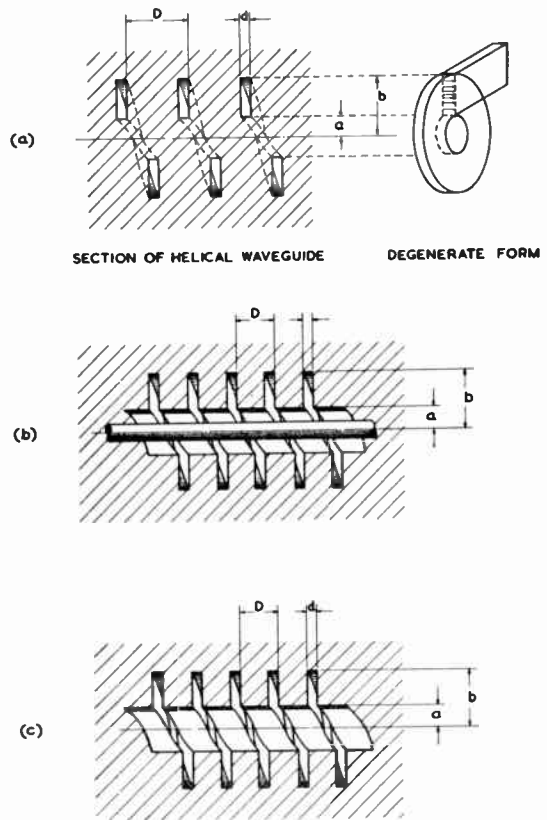 D
d
b
a
(a)
SECTION OF HELICAL WAVEGUIDE
DEGENERATE FORM
D
b
a
(b)
D
d
b
a
(c)